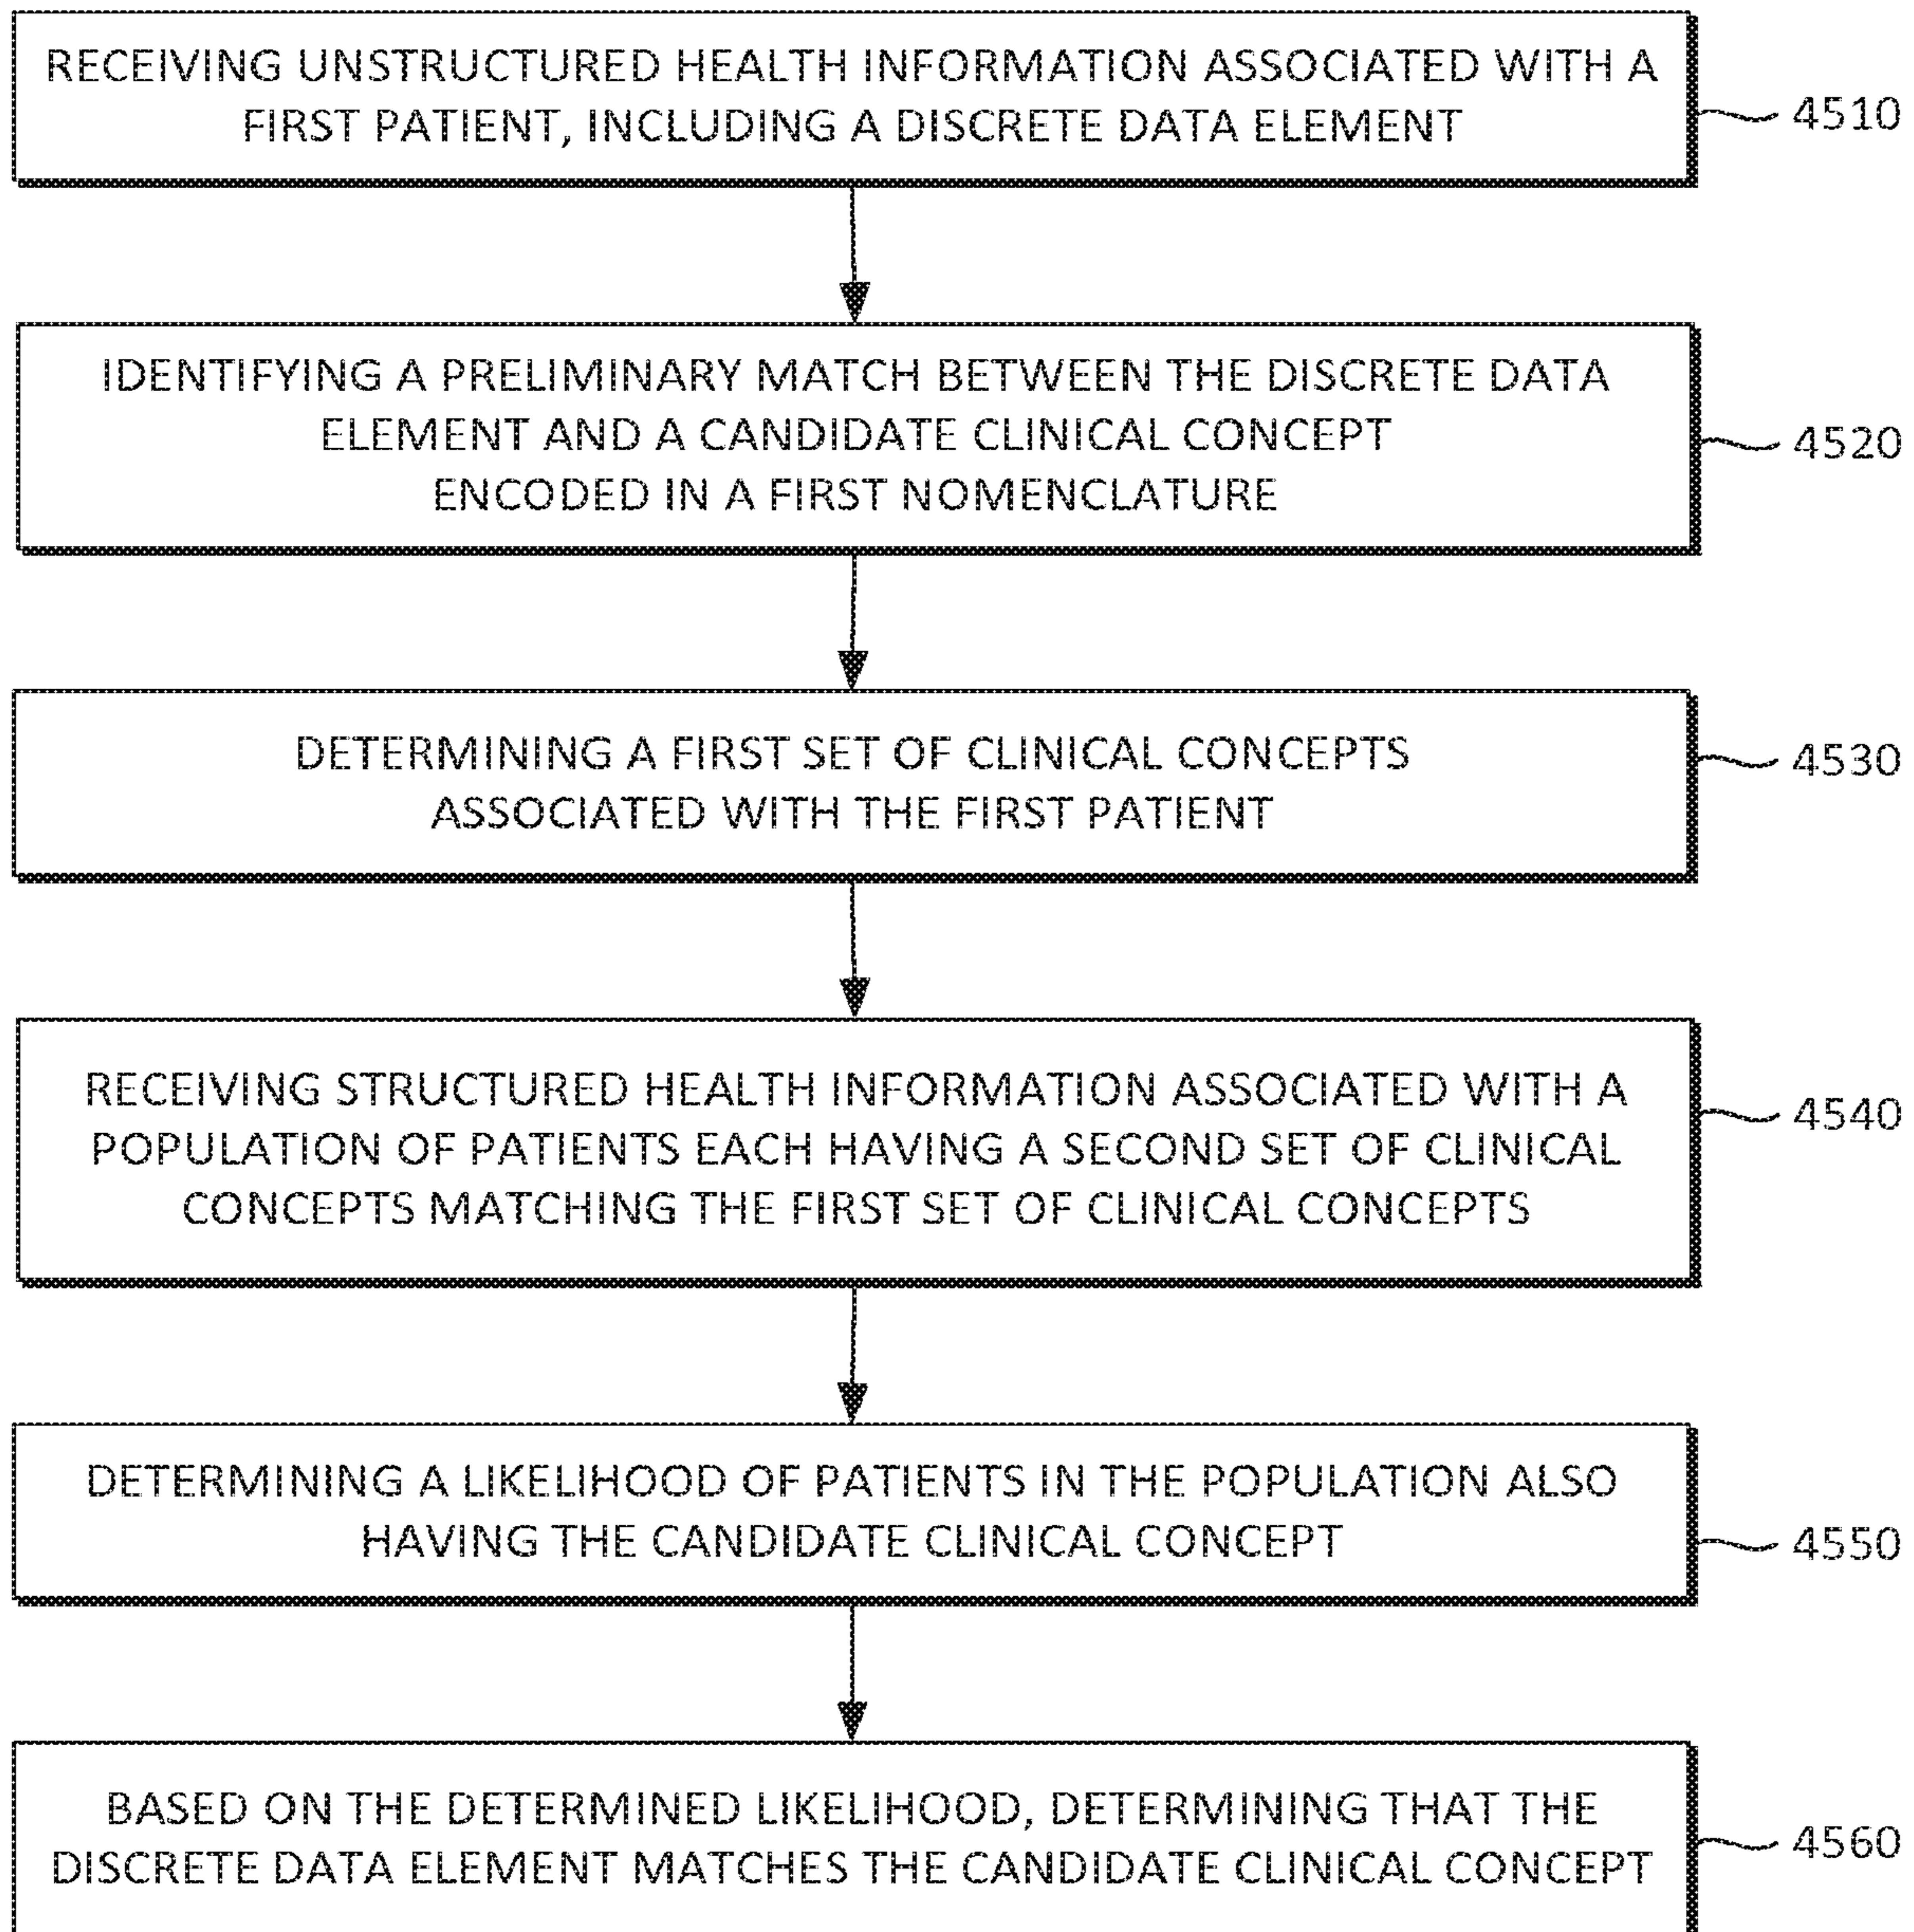 RECEIVING UNSTRUCTURED HEALTH INFORMATION ASSOCIATED WITH A
FIRST PATIENT, INCLUDING A DISCRETE DATA ELEMENT
4510
IDENTIFYING A PRELIMINARY MATCH BETWEEN THE DISCRETE DATA
ELEMENT AND A CANDIDATE CLINICAL CONCEPT
ENCODED IN A FIRST NOMENCLATURE
4520
DETERMINING A FIRST SET OF CLINICAL CONCEPTS
ASSOCIATED WITH THE FIRST PATIENT
4530
RECEIVING STRUCTURED HEALTH INFORMATION ASSOCIATED WITH A
POPULATION OF PATIENTS EACH HAVING A SECOND SET OF CLINICAL
CONCEPTS MATCHING THE FIRST SET OF CLINICAL CONCEPTS
4540
DETERMINING A LIKELIHOOD OF PATIENTS IN THE POPULATION ALSO
HAVING THE CANDIDATE CLINICAL CONCEPT
4550
BASED ON THE DETERMINED LIKELIHOOD, DETERMINING THAT THE
DISCRETE DATA ELEMENT MATCHES THE CANDIDATE CLINICAL CONCEPT
4560